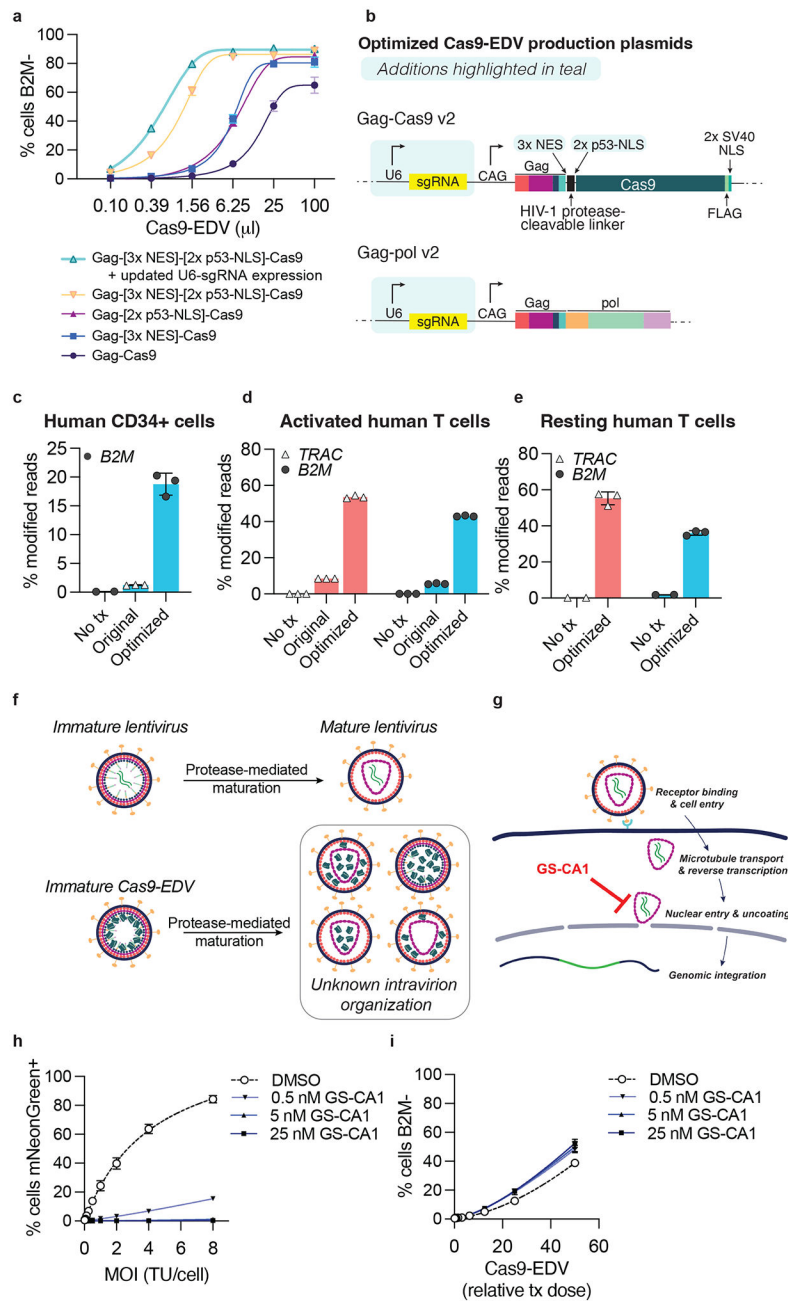 a
% cells B2M-
100
80
60
40
20
0
0.10 0.39 1.56 6.25 25 100
Cas9-EDV (μl)
Gag-[3x NES]-[2x p53-NLS]-Cas9
+ updated U6-sgRNA expression
Gag-[3x NES]-[2x p53-NLS]-Cas9
Gag-[2x p53-NLS]-Cas9
Gag-[3x NES]-Cas9
Gag-Cas9
b
Optimized Cas9-EDV production plasmids
Additions highlighted in teal
Gag-Cas9 v2
3x NES 2x p53-NLS
2x SV40
NLS
U6
sgRNA
CAG
Gag
Cas9
HIV-1 protease-
cleavable linker
FLAG
Gag-pol v2
U6
sgRNA
CAG
Gag
pol
c
Human CD34+ cells
% modified reads
25
20
15
10
5
0
B2M
No tx
Original
Optimized
d
Activated human T cells
% modified reads
80
60
40
20
0
TRAC
B2M
No tx
Original
Optimized
No tx
Original
Optimized
e
Resting human T cells
% modified reads
80
60
40
20
0
TRAC
B2M
No tx
Optimized
No tx
Optimized
f
Immature lentivirus
Mature lentivirus
Protease-mediated
maturation
Immature Cas9-EDV
Protease-mediated
maturation
Unknown intravirion
organization
g
Receptor binding
& cell entry
Microtubule transport
& reverse transcription
GS-CA1
Nuclear entry & uncoating
Genomic integration
h
% cells mNeonGreen+
100
80
60
40
20
0
0 2 4 6 8
MOI (TU/cell)
DMSO
0.5 nM GS-CA1
5 nM GS-CA1
25 nM GS-CA1
i
% cells B2M-
100
80
60
40
20
0
0 20 40 60
Cas9-EDV
(relative tx dose)
DMSO
0.5 nM GS-CA1
5 nM GS-CA1
25 nM GS-CA1